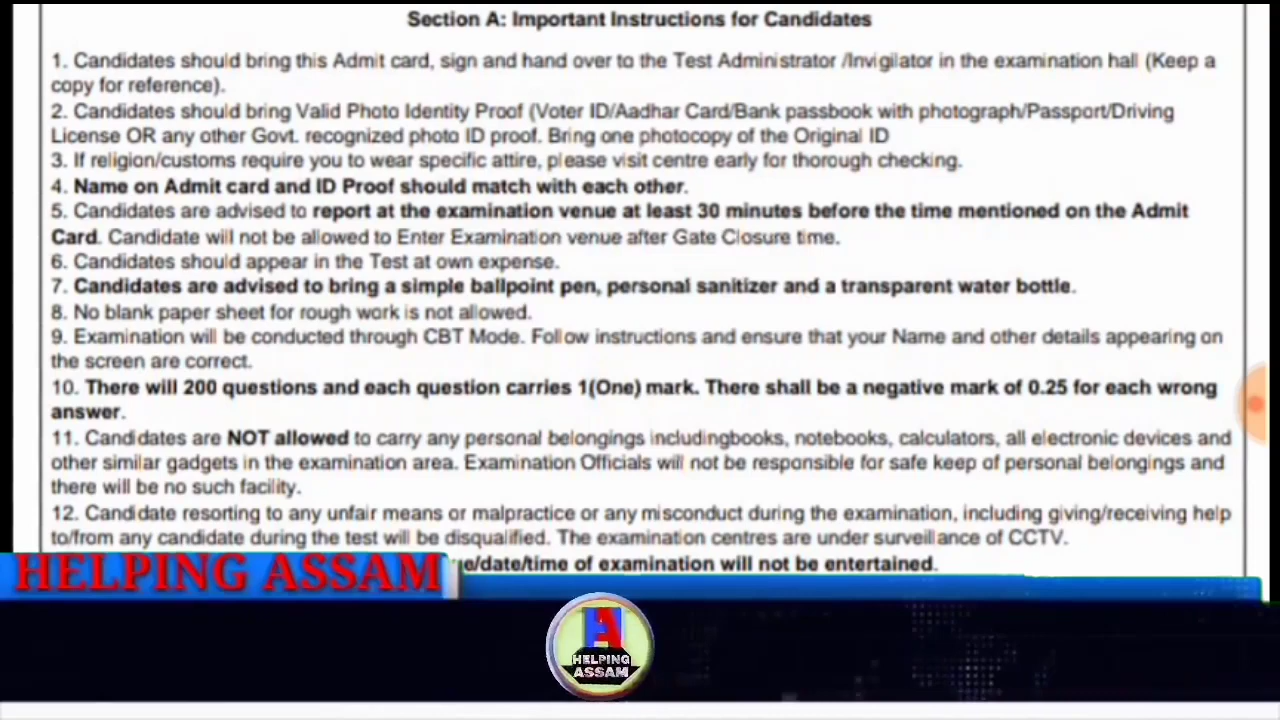 Section A: Important Instructions for Candidates
1. Candidates should bring this Admit card, sign and hand over to the Test Administrator /Invigilator in the examination hall (Keep a
copy for reference).
2. Candidates should bring Valid Photo Identity Proof (Voter ID/Aadhar Card/Bank passbook with photograph/Passport/Driving
License OR any other Govt. recognized photo ID proof. Bring one photocopy of the Original ID
3. If religion/customs require you to wear specific attire, please visit centre early for thorough checking.
4. Name on Admit card and ID Proof should match with each other.
5. Candidates are advised to report at the examination venue at least 30 minutes before the time mentioned on the Admit
Card. Candidate will not be allowed to Enter Examination venue after Gate Closure time.
6. Candidates should appear in the Test at own expense.
7. Candidates are advised to bring a simple ballpoint pen, personal sanitizer and a transparent water bottle.
8. No blank paper sheet for rough work is not allowed.
9. Examination will be conducted through CBT Mode. Follow instructions and ensure that your Name and other details appearing on
the screen are correct.
10. There will 200 questions and each question carries 1(One) mark. There shall be a negative mark of 0.25 for each wrong
answer.
11. Candidates are NOT allowed to carry any personal belongings includingbooks, notebooks, calculators, all electronic devices and
other similar gadgets in the examination area. Examination Officials will not be responsible for safe keep of personal belongings and
there will be no such facility.
12. Candidate resorting to any unfair means or malpractice or any misconduct during the examination, including giving/receiving help
to/from any candidate during the test will be disqualified. The examination centres are under surveillance of CCTV.
/date/time of examination will not be entertained.
HELPING ASSAM
HA
HELPING
ASSAM